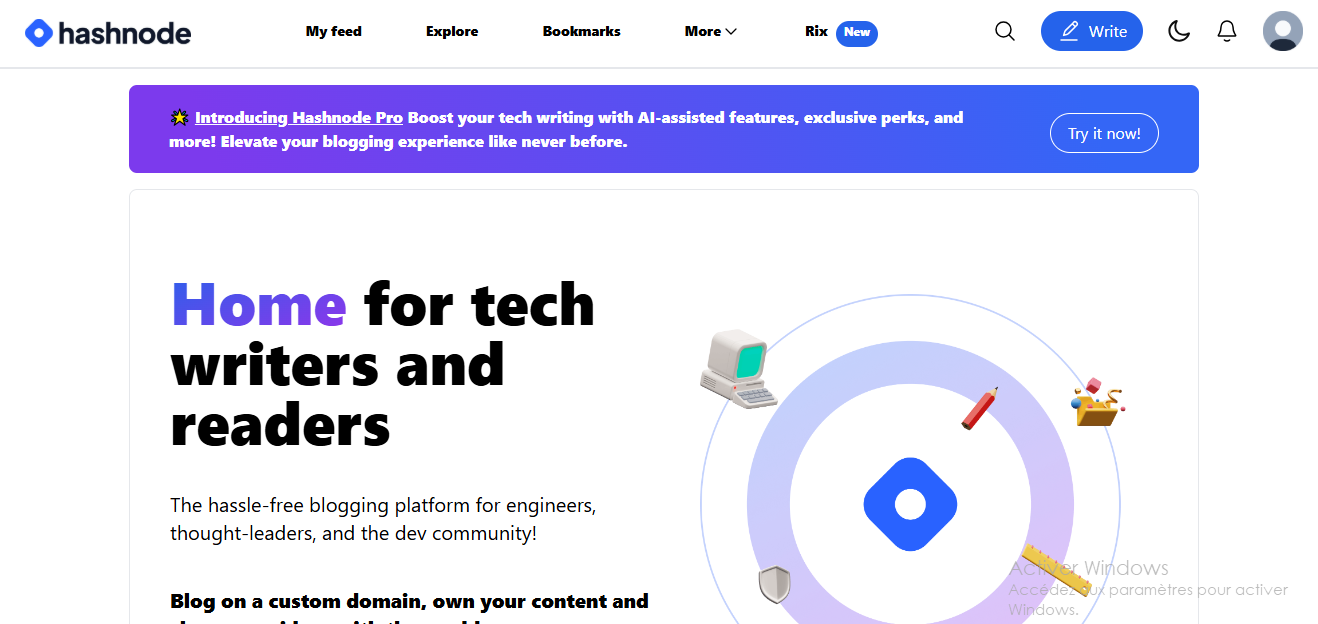 hashnode
My feed
Explore
Bookmarks
More
Rix
New
Write
Introducing Hashnode Pro Boost your tech writing with AI-assisted features, exclusive perks, and
more! Elevate your blogging experience like never before.
Try it now!
Home for tech
writers and
readers
The hassle-free blogging platform for engineers,
thought-leaders, and the dev community!
Blog on a custom domain, own your content and
Activer Windows
Accédez aux paramètres pour activer
Windows.